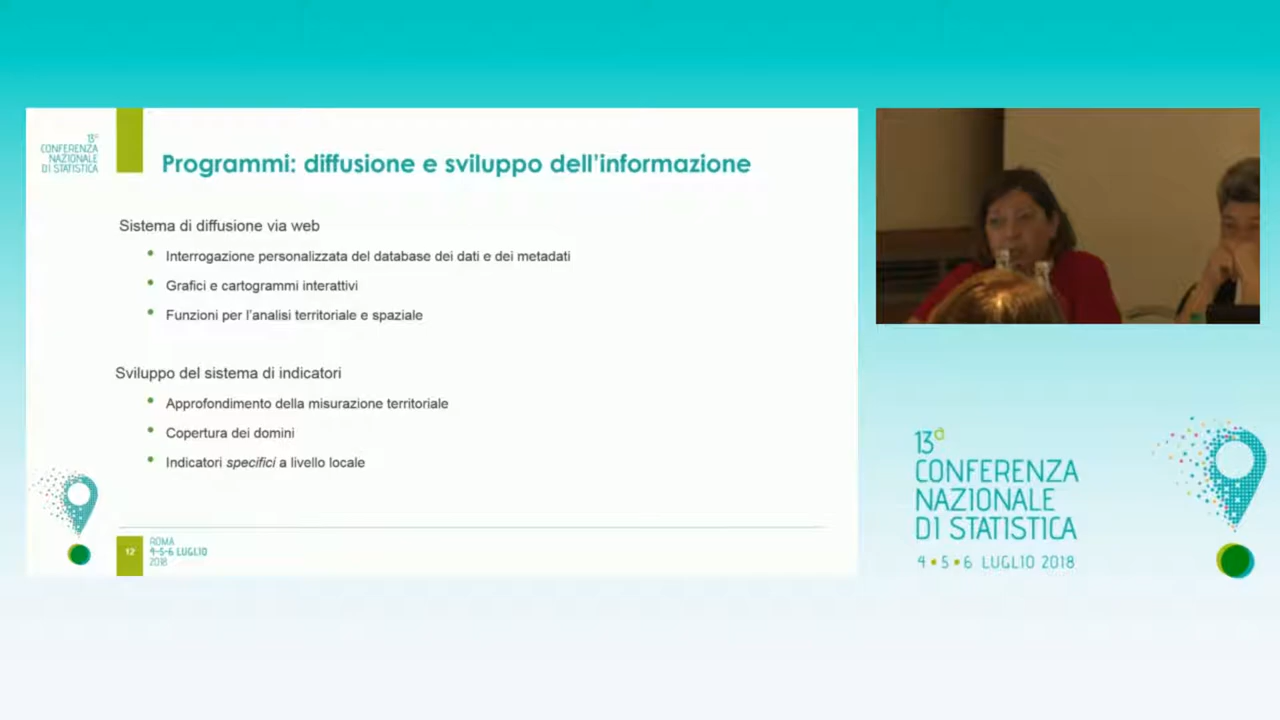 13ª
CONFERENZA
NAZIONALE
DI STATISTICA
Programmi: diffusione e sviluppo dell'informazione
Sistema di diffusione via web
• Interrogazione personalizzata del database dei dati e dei metadati
• Grafici e cartogrammi interattivi
• Funzioni per l'analisi territoriale e spaziale
Sviluppo del sistema di indicatori
• Approfondimento della misurazione territoriale
• Copertura dei domini
• Indicatori specifici a livello locale
12
ROMA
4-5-6 LUGLIO
2018
13ª
CONFERENZA
NAZIONALE
DI STATISTICA
4 • 5 • 6 LUGLIO 2018